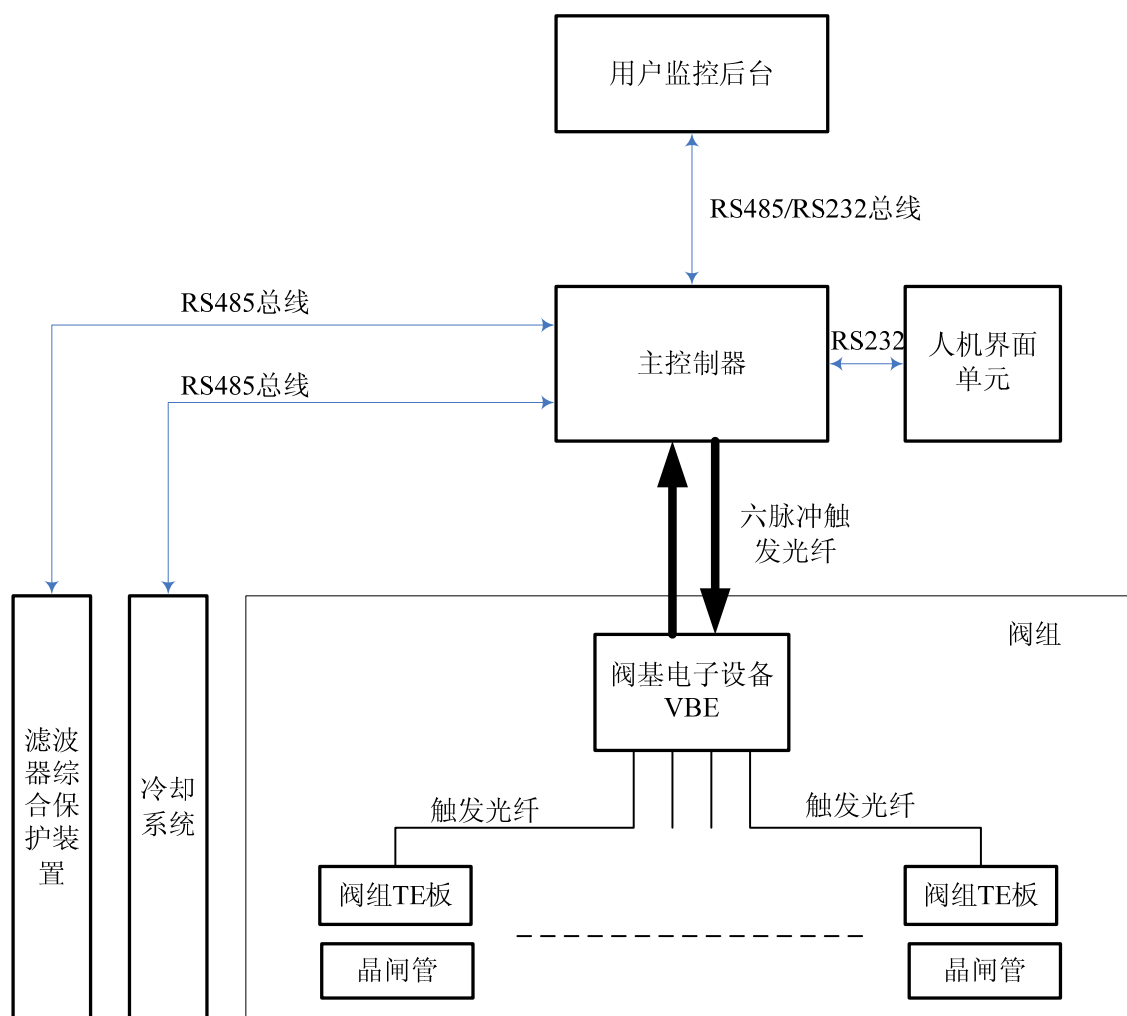 用户监控后台
RS485/RS232总线
RS485总线
RS485总线
主控制器
RS232
人机界面
单元
六脉冲触
发光纤
阀组
阀基电子设备
VBE
滤波
器综
合保
护装
置
冷却
系统
触发光纤
触发光纤
阀组TE板
阀组TE板
晶闸管
晶闸管